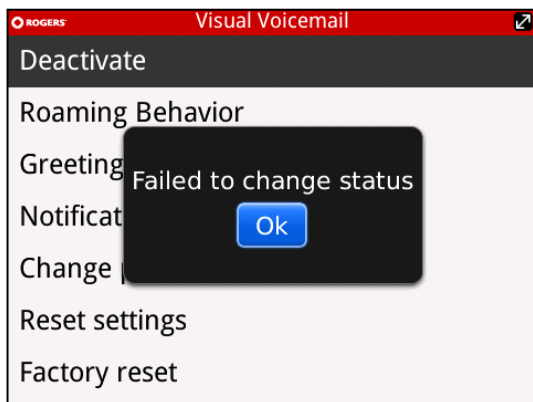 ROGERS
Visual Voicemail
Deactivate
Roaming Behavior
Greeting
Failed to change status
Ok
Notificat
Change
Reset settings
Factory reset